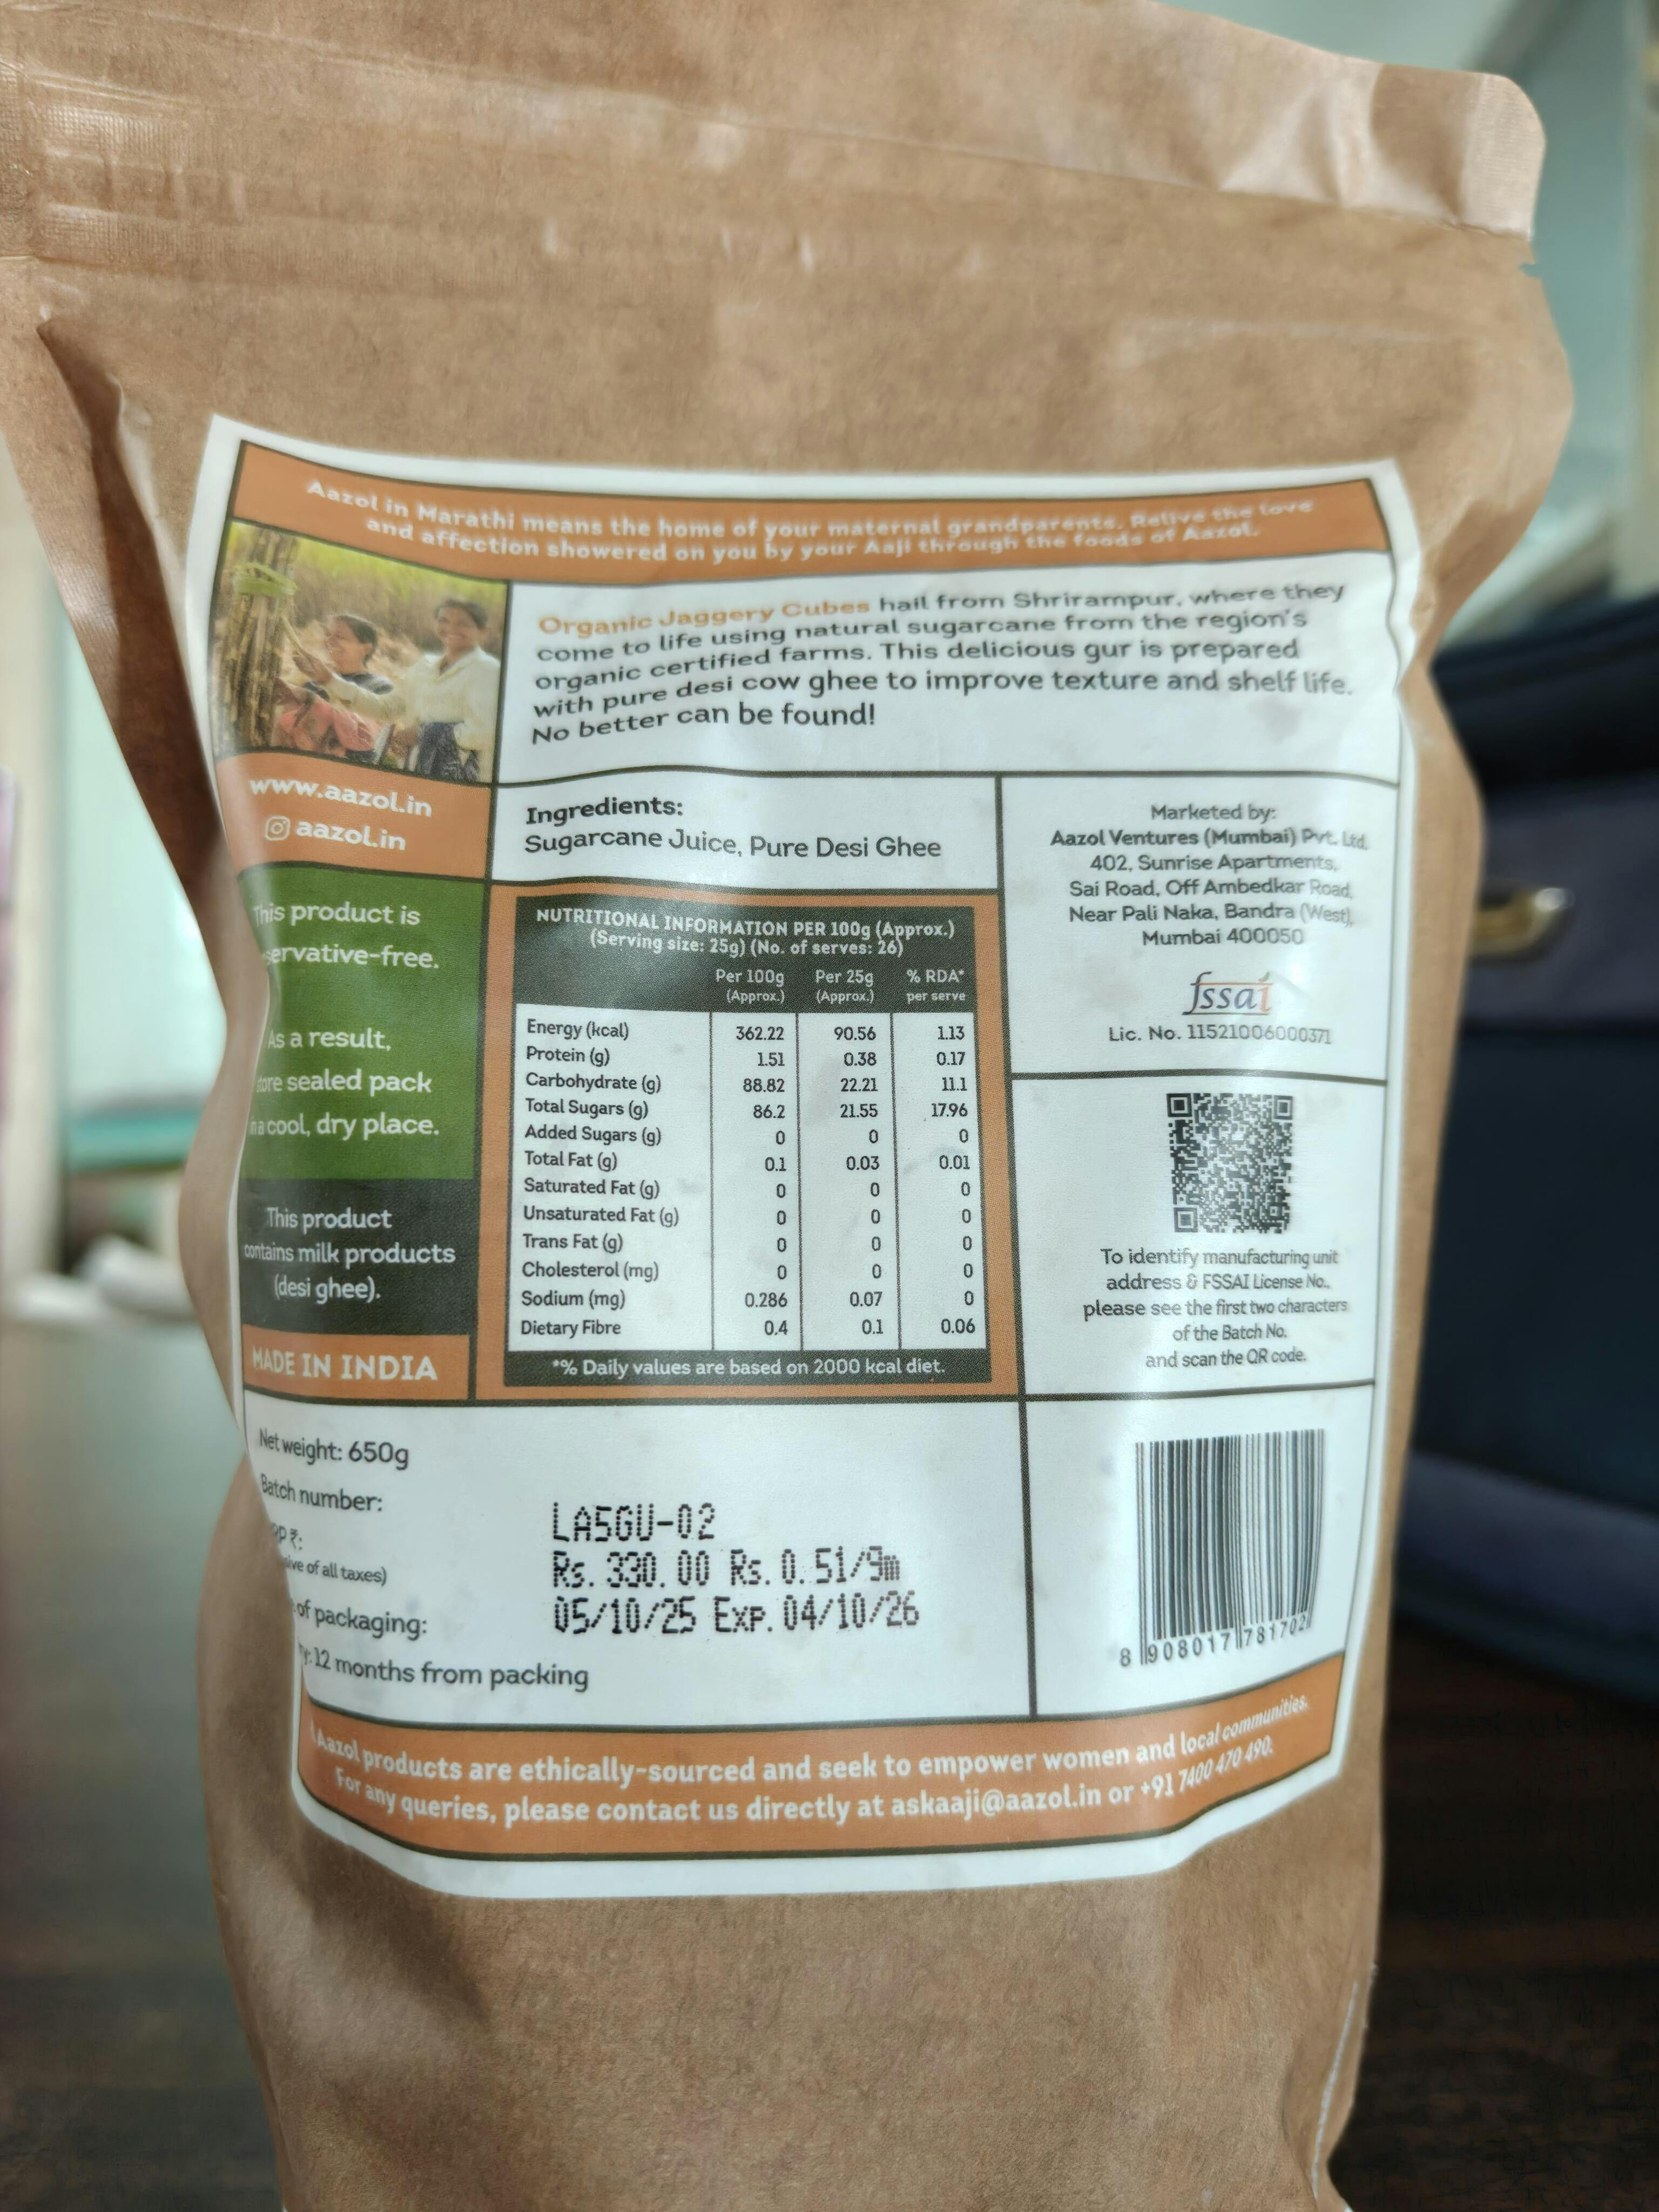 Aazol in Marathi means the home of your maternal grandparents. Relive the love
and affection showered on you by your Aaji through the foods of Aazol.
Organic Jaggery Cubes hail from Shrirampur, where they
come to life using natural sugarcane from the region's
organic certified farms. This delicious gur is prepared
with pure desi cow ghee to improve texture and shelf life.
No better can be found!
www.aazol.in
aazol.in
This product is
servative-free.
As a result,
store sealed pack
in a cool, dry place.
This product
contains milk products
(desi ghee).
MADE IN INDIA
Ingredients:
Sugarcane Juice, Pure Desi Ghee
NUTRITIONAL INFORMATION PER 100g (Approx.)
(Serving size: 25g) (No. of serves: 26)
Per 100g Per 25g % RDA*
(Approx.) (Approx.) per serve
Energy (kcal) 362.22 90.56 1.13
Protein (g) 1.51 0.38 0.17
Carbohydrate (g) 88.82 22.21 11.1
Total Sugars (g) 86.2 21.55 17.96
Added Sugars (g) 0 0 0
Total Fat (g) 0.1 0.03 0.01
Saturated Fat (g) 0 0 0
Unsaturated Fat (g) 0 0 0
Trans Fat (g) 0 0 0
Cholesterol (mg) 0 0 0
Sodium (mg) 0.286 0.07 0
Dietary Fibre 0.4 0.1 0.06
*% Daily values are based on 2000 kcal diet.
Marketed by:
Aazol Ventures (Mumbai) Pvt. Ltd.
402, Sunrise Apartments,
Sai Road, Off Ambedkar Road,
Near Pali Naka, Bandra (West),
Mumbai 400050
fssai
Lic. No. 11521006000371
To identify manufacturing unit
address & FSSAI License No.,
please see the first two characters
of the Batch No.
and scan the QR code.
Net weight: 650g
Batch number: LA5GU-02
₹: Rs. 330.00 Rs. 0.51/gm
of all taxes)
of packaging: 05/10/25 Exp. 04/10/26
12 months from packing
8 908017 781702
Aazol products are ethically-sourced and seek to empower women and local communities.
For any queries, please contact us directly at askaaji@aazol.in or +91 7400 470 490.